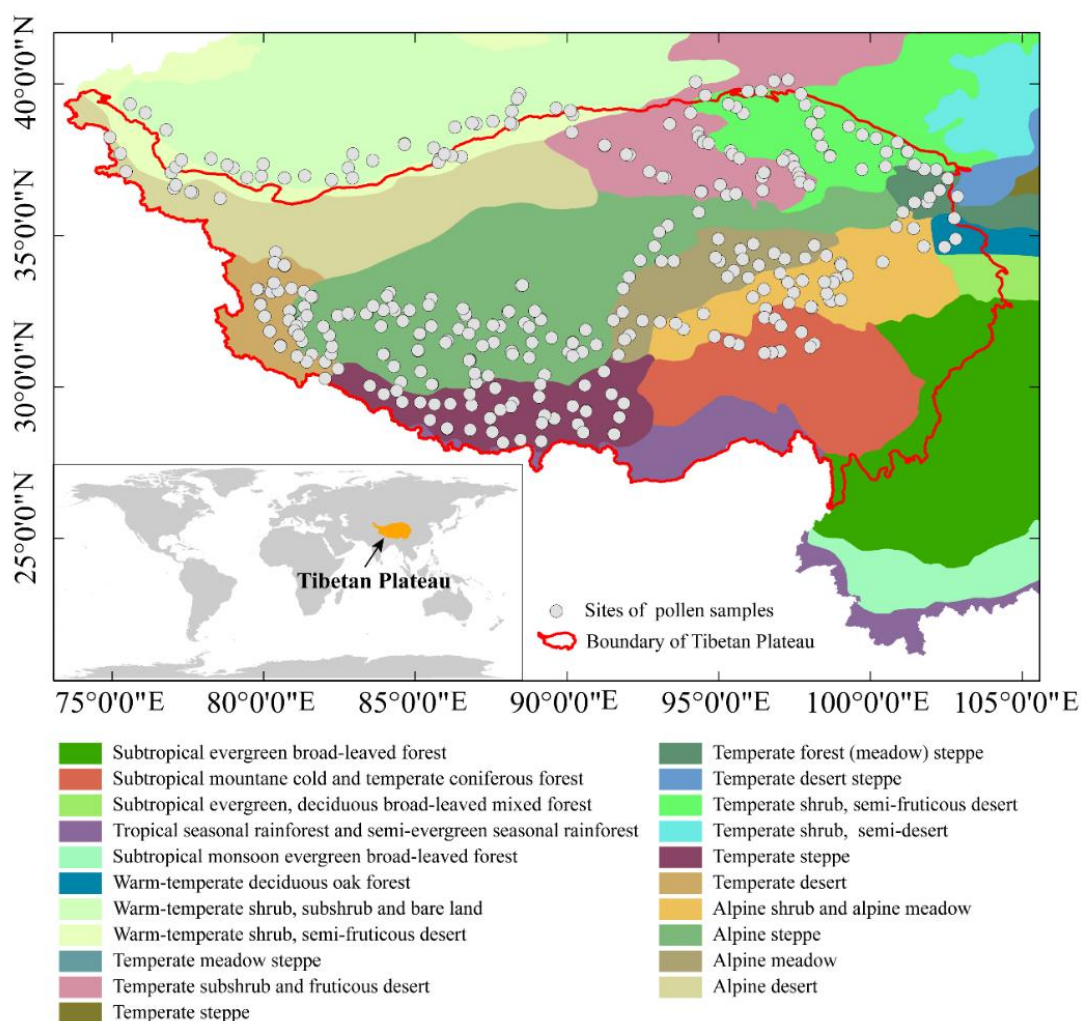 40°0'0"N
35°0'0"N
30°0'0"N
25°0'0"N
Tibetan Plateau
Sites of pollen samples
Boundary of Tibetan Plateau
75°0'0"E 80°0'0"E 85°0'0"E 90°0'0"E 95°0'0"E 100°0'0"E 105°0'0"E
Subtropical evergreen broad-leaved forest
Subtropical mountane cold and temperate coniferous forest
Subtropical evergreen, deciduous broad-leaved mixed forest
Tropical seasonal rainforest and semi-evergreen seasonal rainforest
Subtropical monsoon evergreen broad-leaved forest
Warm-temperate deciduous oak forest
Warm-temperate shrub, subshrub and bare land
Warm-temperate shrub, semi-fruticous desert
Temperate meadow steppe
Temperate subshrub and fruticous desert
Temperate steppe
Temperate forest (meadow) steppe
Temperate desert steppe
Temperate shrub, semi-fruticous desert
Temperate shrub, semi-desert
Temperate steppe
Temperate desert
Alpine shrub and alpine meadow
Alpine steppe
Alpine meadow
Alpine desert